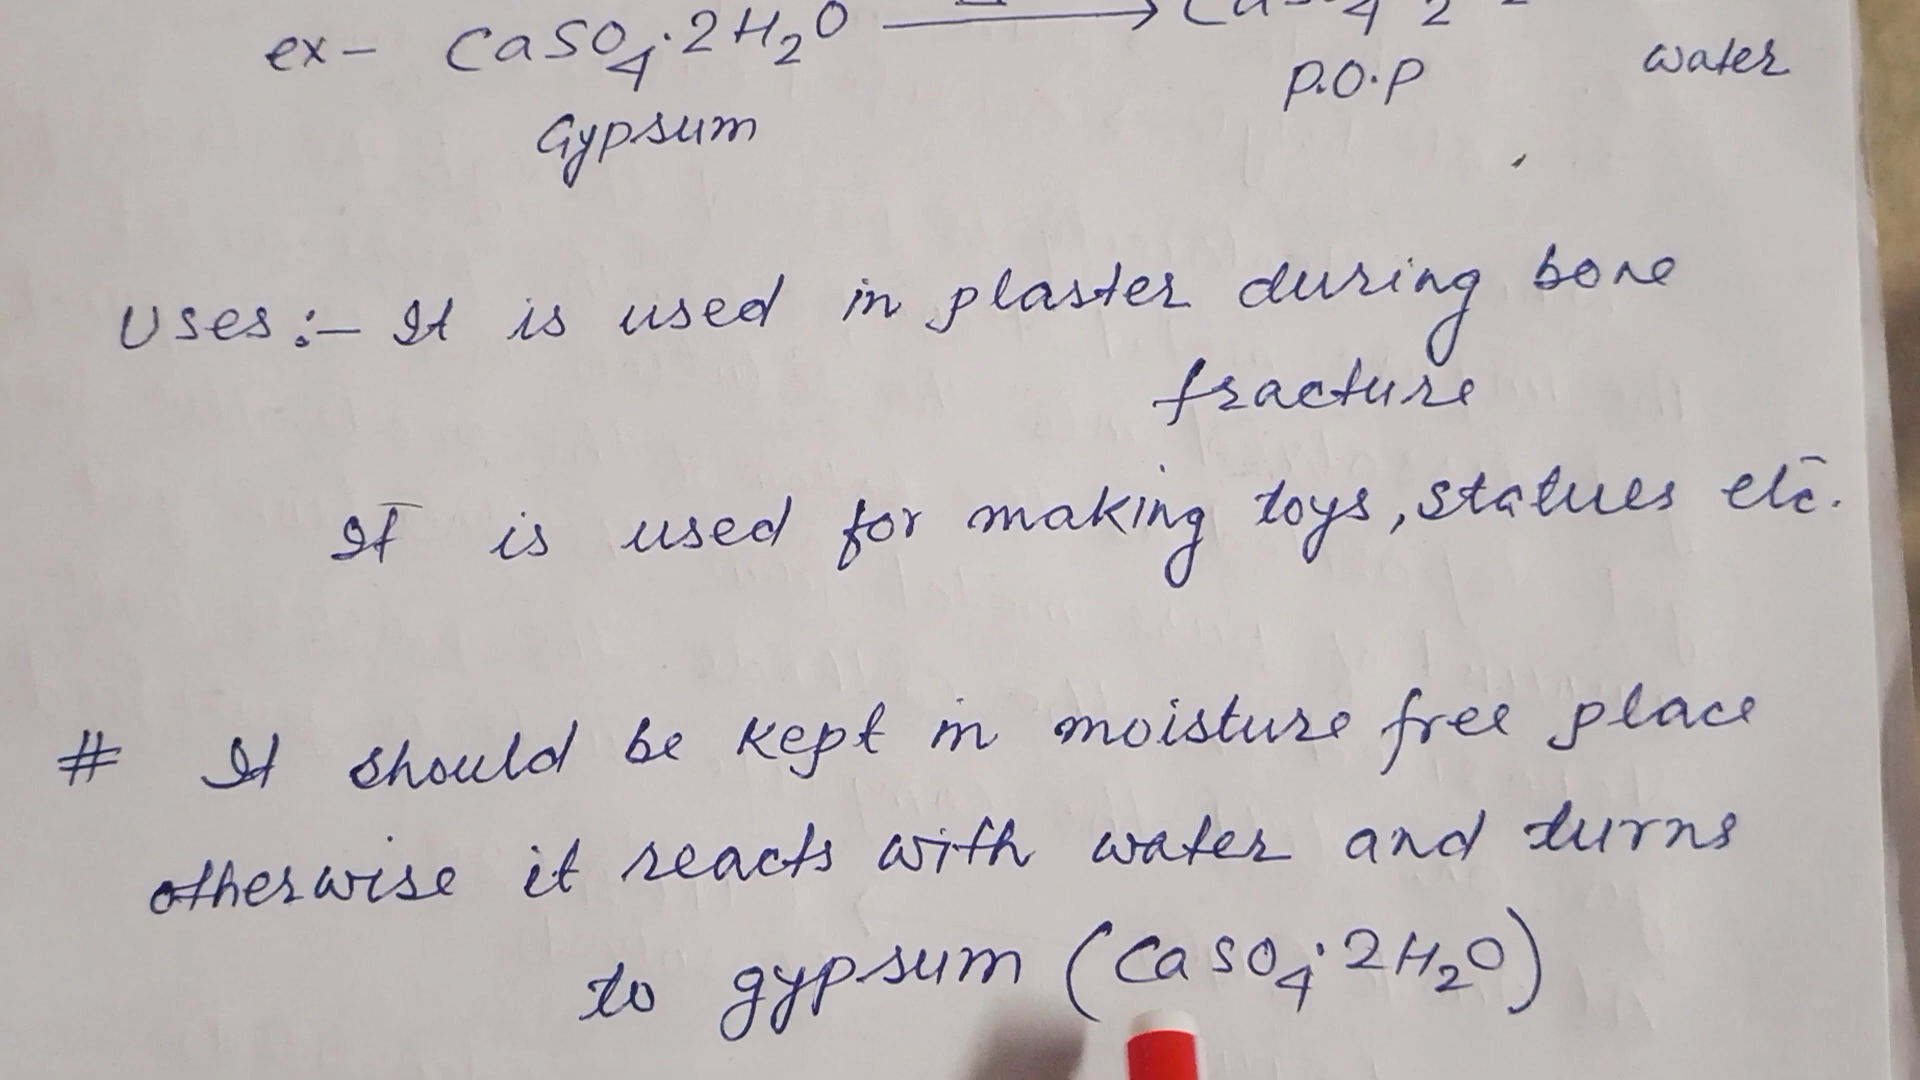 ex- CaSO4·2H2O ⟶
Gypsum
P.O.P
water
Uses:- It is used in plaster during bone
fracture
It is used for making toys, statues etc.
# It should be kept in moisture free place
otherwise it reacts with water and turns
to gypsum (CaSO4·2H2O)